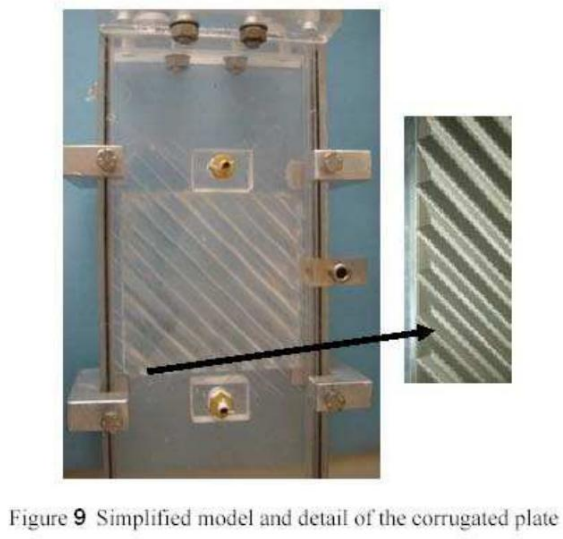 Figure 9 Simplified model and detail of the corrugated plate